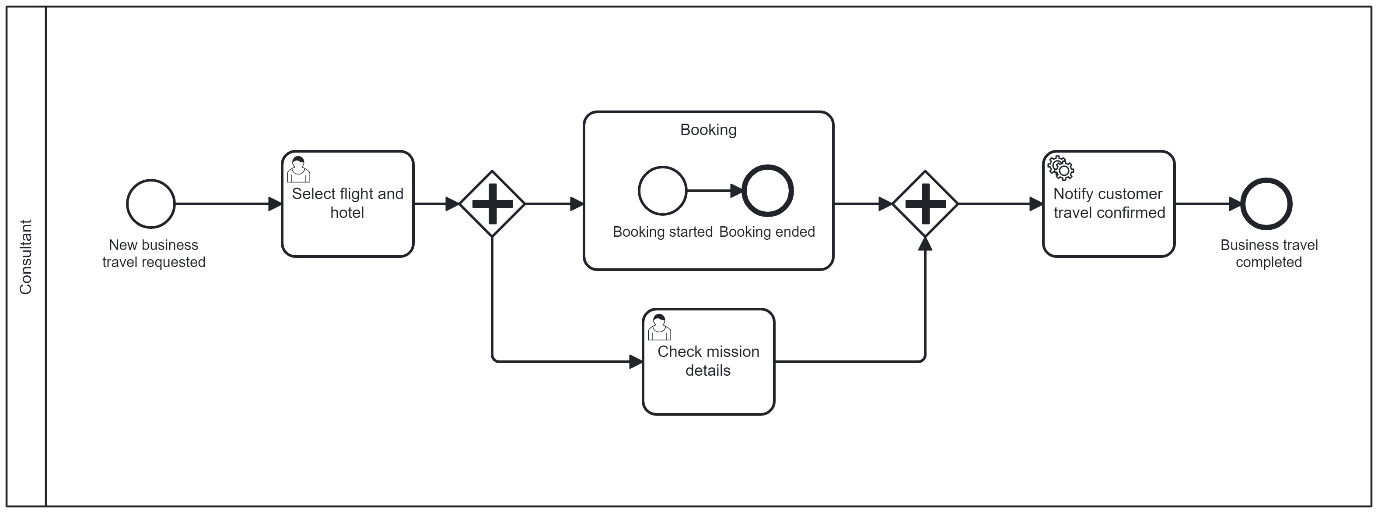 Consultant
New business
travel requested
Select flight and
hotel
Booking
Booking started
Booking ended
Check mission
details
Notify customer
travel confirmed
Business travel
completed